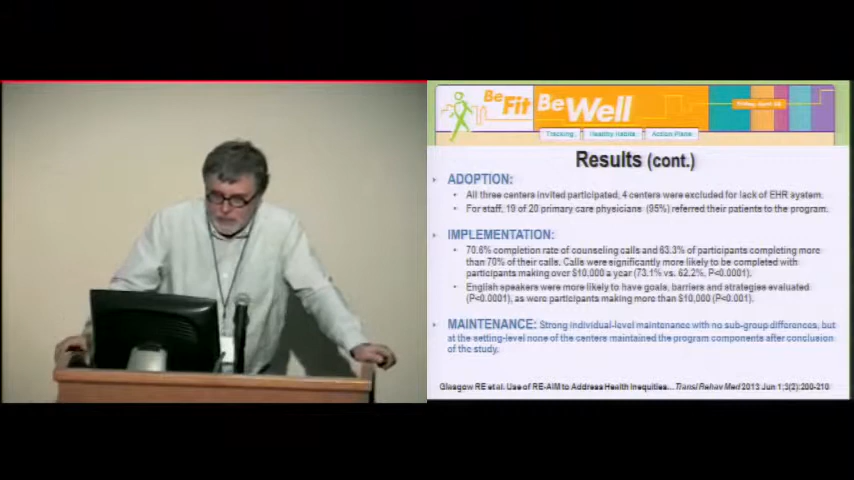 Be Fit Be Well
Tracking
Healthy Habits
Action Plans
Results (cont.)
ADOPTION:
All three centers invited participated, 4 centers were excluded for lack of EHR system.
For staff, 19 of 20 primary care physicians (95%) referred their patients to the program.
IMPLEMENTATION:
70.6% completion rate of counseling calls and 63.3% of participants completing more
than 70% of their calls. Calls were significantly more likely to be completed with
participants making over $10,000 a year (73.1% vs. 62.2%, P<0.0001).
English speakers were more likely to have goals, barriers and strategies evaluated
(P<0.0001), as were participants making more than $10,000 (P<0.001).
MAINTENANCE: Strong individual-level maintenance with no sub-group differences, but
at the setting-level none of the centers maintained the program components after conclusion
of the study.
Glasgow RE et al. Use of RE-AIM to Address Health Inequities... Transl Behav Med 2013 Jun 1;3(2):200-210